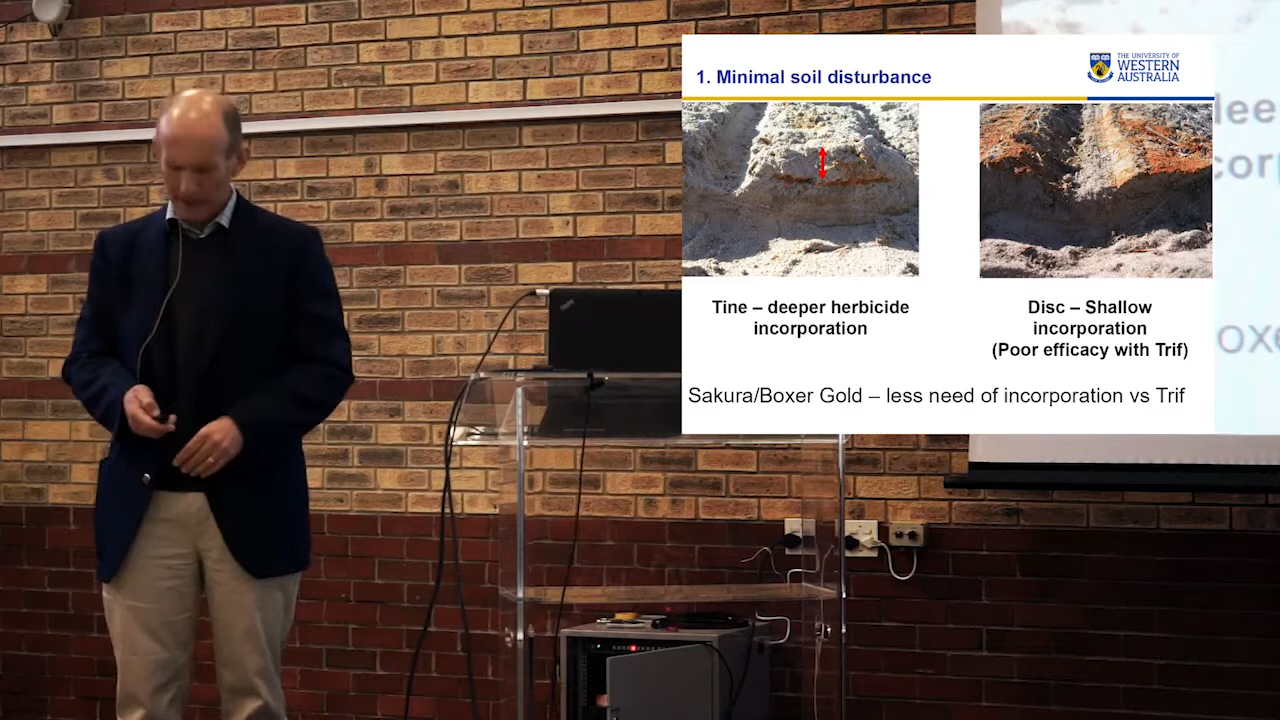 1. Minimal soil disturbance
THE UNIVERSITY OF
WESTERN
AUSTRALIA
Tine – deeper herbicide
incorporation
Disc – Shallow
incorporation
(Poor efficacy with Trif)
Sakura/Boxer Gold – less need of incorporation vs Trif